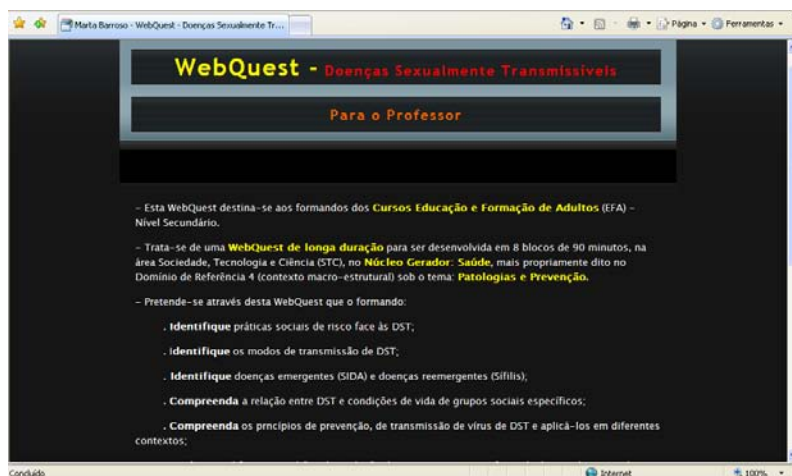 Marta Barroso - WebQuest - Doenças Sexualmente Tr...
Página
Ferramentas
WebQuest - Doenças Sexualmente Transmissíveis
Para o Professor
- Esta WebQuest destina-se aos formandos dos Cursos Educação e Formação de Adultos (EFA) -
Nível Secundário.
- Trata-se de uma WebQuest de longa duração para ser desenvolvida em 8 blocos de 90 minutos, na
área Sociedade, Tecnologia e Ciência (STC), no Núcleo Gerador: Saúde, mais propriamente dito no
Domínio de Referência 4 (contexto macro-estrutural) sob o tema: Patologias e Prevenção.
- Pretende-se através desta WebQuest que o formando:
. Identifique práticas sociais de risco face às DST;
. Identifique os modos de transmissão de DST;
. Identifique doenças emergentes (SIDA) e doenças reemergentes (Sífilis);
. Compreenda a relação entre DST e condições de vida de grupos sociais específicos;
. Compreenda os prncípios de prevenção, de transmissão de vírus de DST e aplicá-los em diferentes
contextos;
Concluído
Internet
100%